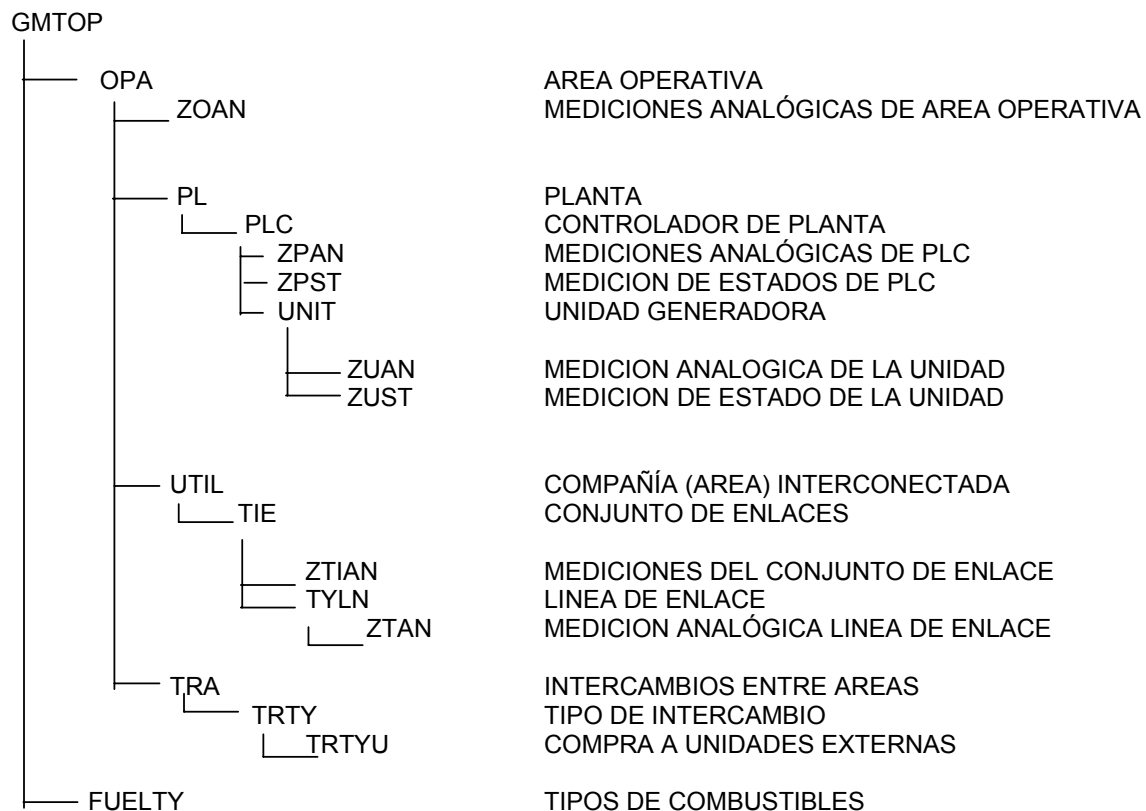 GMTOP
OPA AREA OPERATIVA
ZOAN MEDICIONES ANALÓGICAS DE AREA OPERATIVA
PL PLANTA
PLC CONTROLADOR DE PLANTA
ZPAN MEDICIONES ANALÓGICAS DE PLC
ZPST MEDICION DE ESTADOS DE PLC
UNIT UNIDAD GENERADORA
ZUAN MEDICION ANALOGICA DE LA UNIDAD
ZUST MEDICION DE ESTADO DE LA UNIDAD
UTIL COMPAÑÍA (AREA) INTERCONECTADA
TIE CONJUNTO DE ENLACES
ZTIAN MEDICIONES DEL CONJUNTO DE ENLACE
TYLN LINEA DE ENLACE
ZTAN MEDICION ANALÓGICA LINEA DE ENLACE
TRA INTERCAMBIOS ENTRE AREAS
TRTY TIPO DE INTERCAMBIO
TRTYU COMPRA A UNIDADES EXTERNAS
FUELTY TIPOS DE COMBUSTIBLES